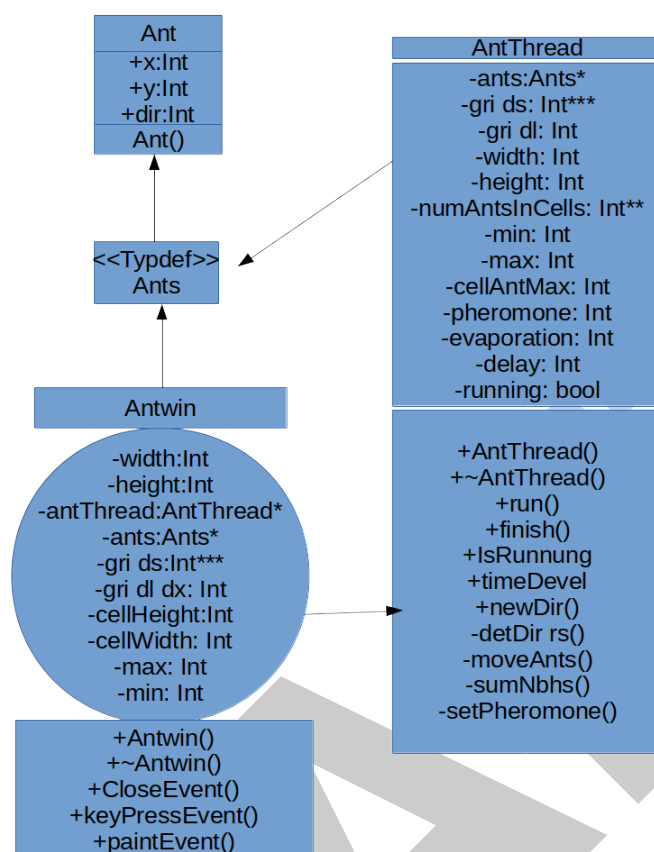 Ant
+x:Int
+y:Int
+dir:Int
Ant()
<<Typdef>>
Ants
Antwin
-width:Int
-height:Int
-antThread:AntThread*
-ants:Ants*
-gri ds:Int***
-gri dl dx: Int
-cellHeight:Int
-cellWidth: Int
-max: Int
-min: Int
+Antwin()
+~Antwin()
+CloseEvent()
+keyPressEvent()
+paintEvent()
AntThread
-ants:Ants*
-gri ds: Int***
-gri dl: Int
-width: Int
-height: Int
-numAntsInCells: Int**
-min: Int
-max: Int
-cellAntMax: Int
-pheromone: Int
-evaporation: Int
-delay: Int
-running: bool
+AntThread()
+~AntThread()
+run()
+finish()
+IsRunnung
+timeDevel
+newDir()
-detDir rs()
-moveAnts()
-sumNbhs()
-setPheromone()